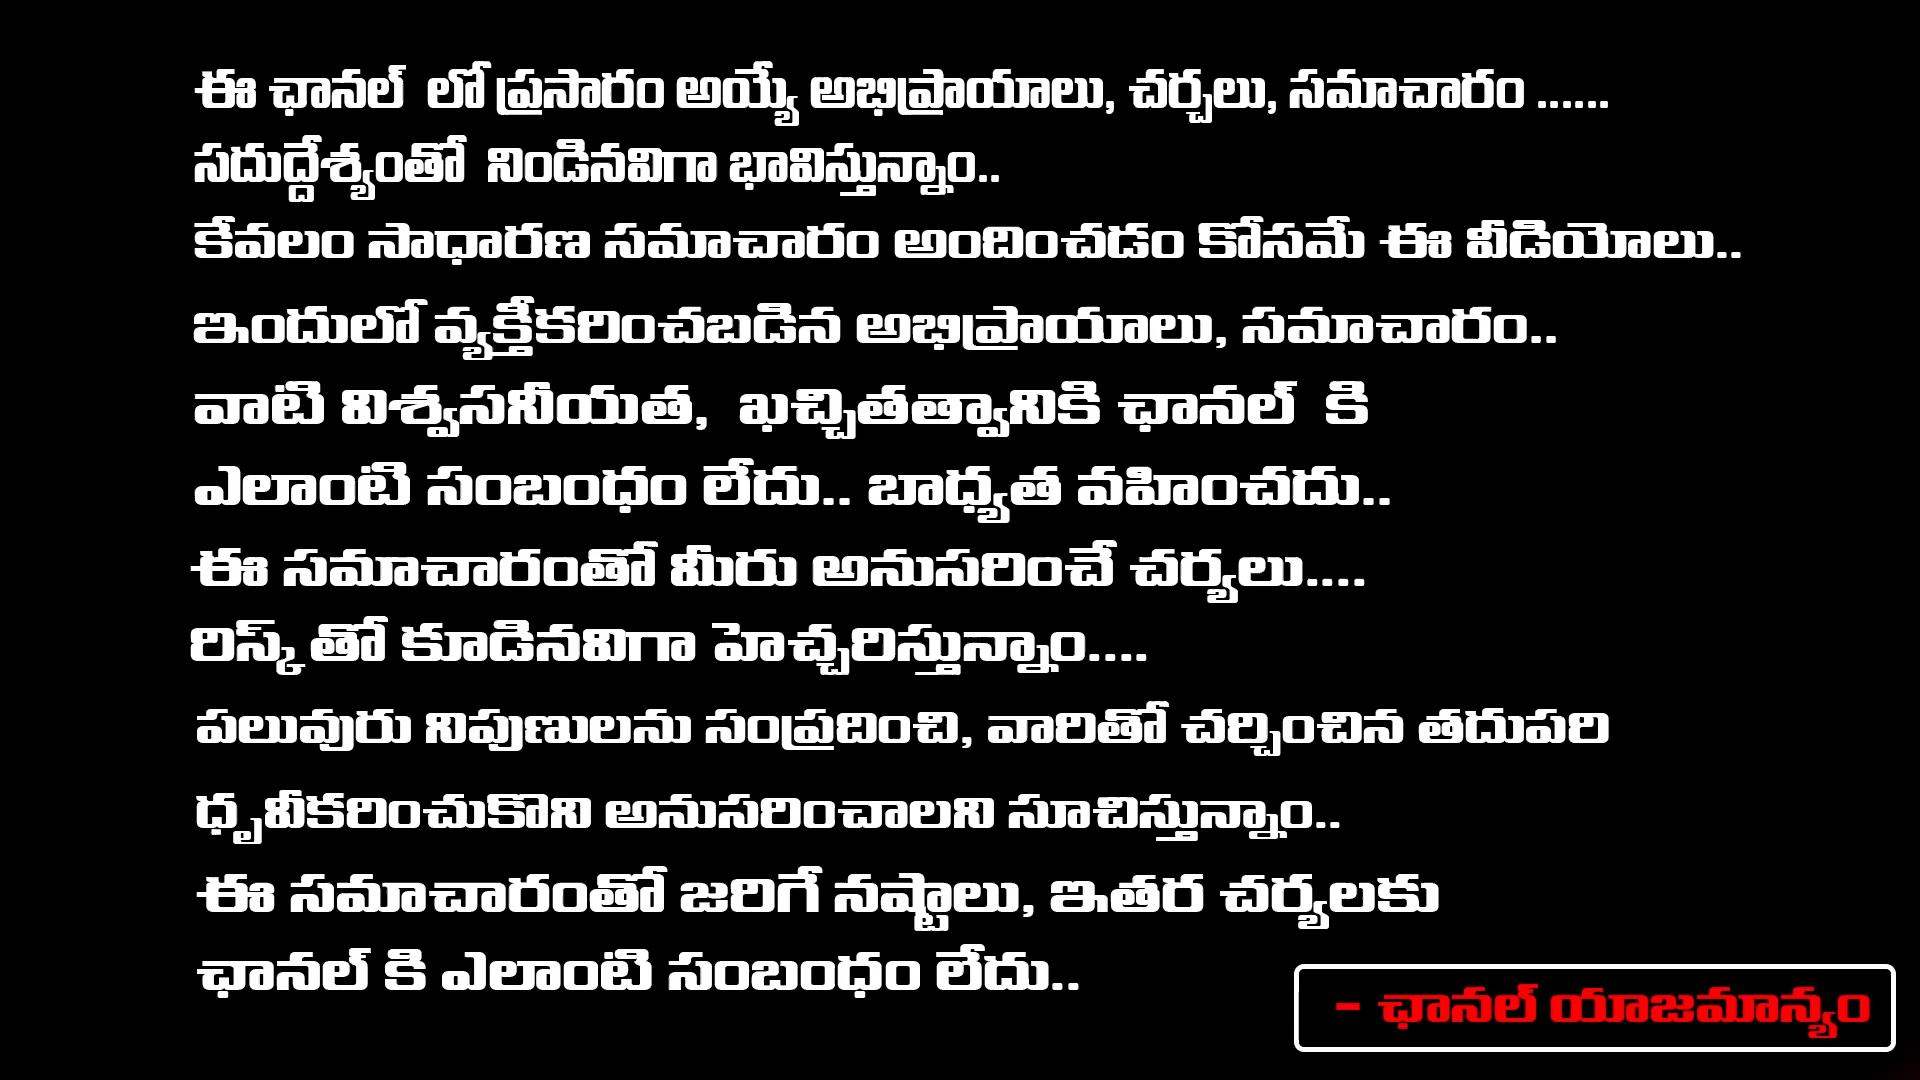 ఈ ఛానల్ లో ప్రసారం అయ్యే అభిప్రాయాలు, చర్చలు, సమాచారం ......
సదుద్దేశ్యంతో నిండినవిగా భావిస్తున్నాం..
కేవలం సాధారణ సమాచారం అందించడం కోసమే ఈ వీడియోలు..
ఇందులో వ్యక్తీకరించబడిన అభిప్రాయాలు, సమాచారం..
వాటి విశ్వసనీయత, ఖచ్చితత్వానికి ఛానల్ కి
ఎలాంటి సంబంధం లేదు.. బాధ్యత వహించదు..
ఈ సమాచారంతో మీరు అనుసరించే చర్యలు....
రిస్క్ తో కూడినవిగా హెచ్చరిస్తున్నాం....
పలువురు నిపుణులను సంప్రదించి, వారితో చర్చించిన తదుపరి
ధృవీకరించుకొని అనుసరించాలని సూచిస్తున్నాం..
ఈ సమాచారంతో జరిగే నష్టాలు, ఇతర చర్యలకు
ఛానల్ కి ఎలాంటి సంబంధం లేదు..
- ఛానల్ యాజమాన్యం